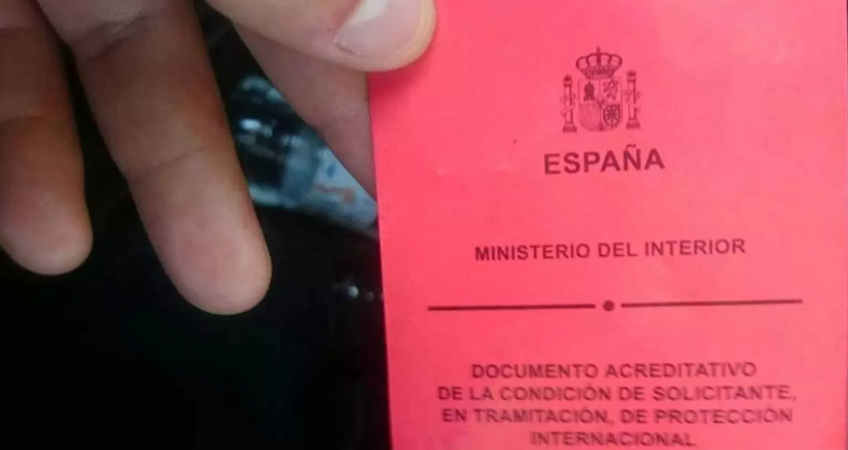 ESPAÑA
MINISTERIO DEL INTERIOR
DOCUMENTO ACREDITATIVO
DE LA CONDICIÓN DE SOLICITANTE,
EN TRAMITACIÓN, DE PROTECCIÓN
INTERNACIONAL